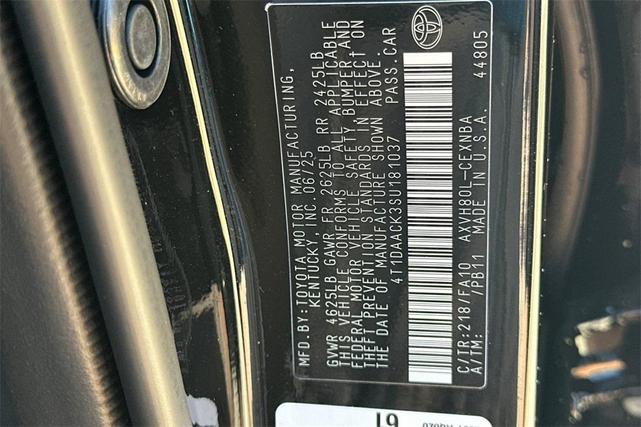 MFD. BY: TOYOTA MOTOR MANUFACTURING,
KENTUCKY, INC. 06/25
GVWR 4625LB GAWR FR 2625LB RR 2425LB
THIS VEHICLE CONFORMS TO ALL APPLICABLE
FEDERAL MOTOR VEHICLE SAFETY BUMPER AND
THEFT PREVENTION STANDARDS IN EFFECT ON
THE DATE OF MANUFACTURE SHOWN ABOVE.
4T1DAACK3SU181037 PASS.CAR
C/TR:218/FA10 AXVH80L-CEXNBA
A/TM: /PB11 MADE IN U.S.A. 44805
61